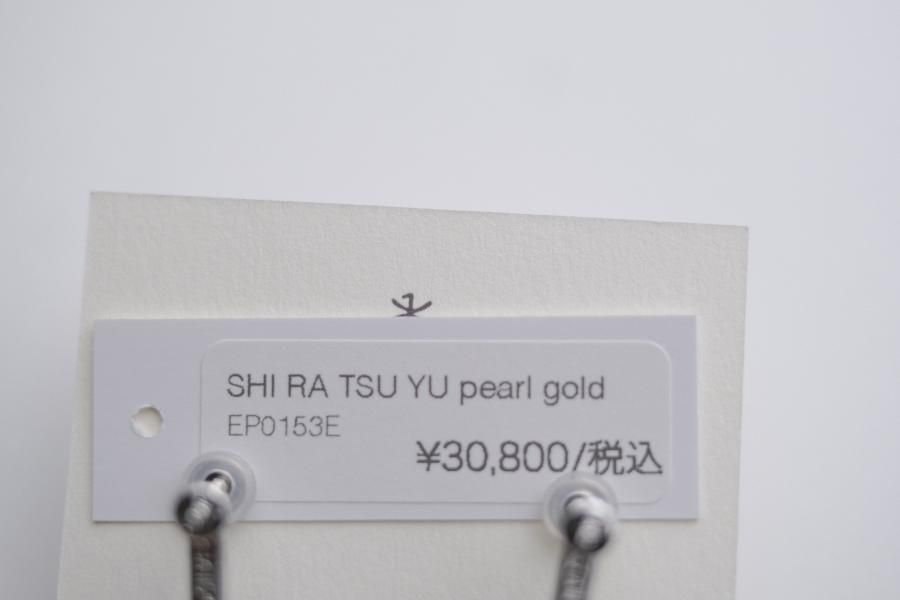 SHI RA TSU YU pearl gold
EP0153E
¥30,800/税込